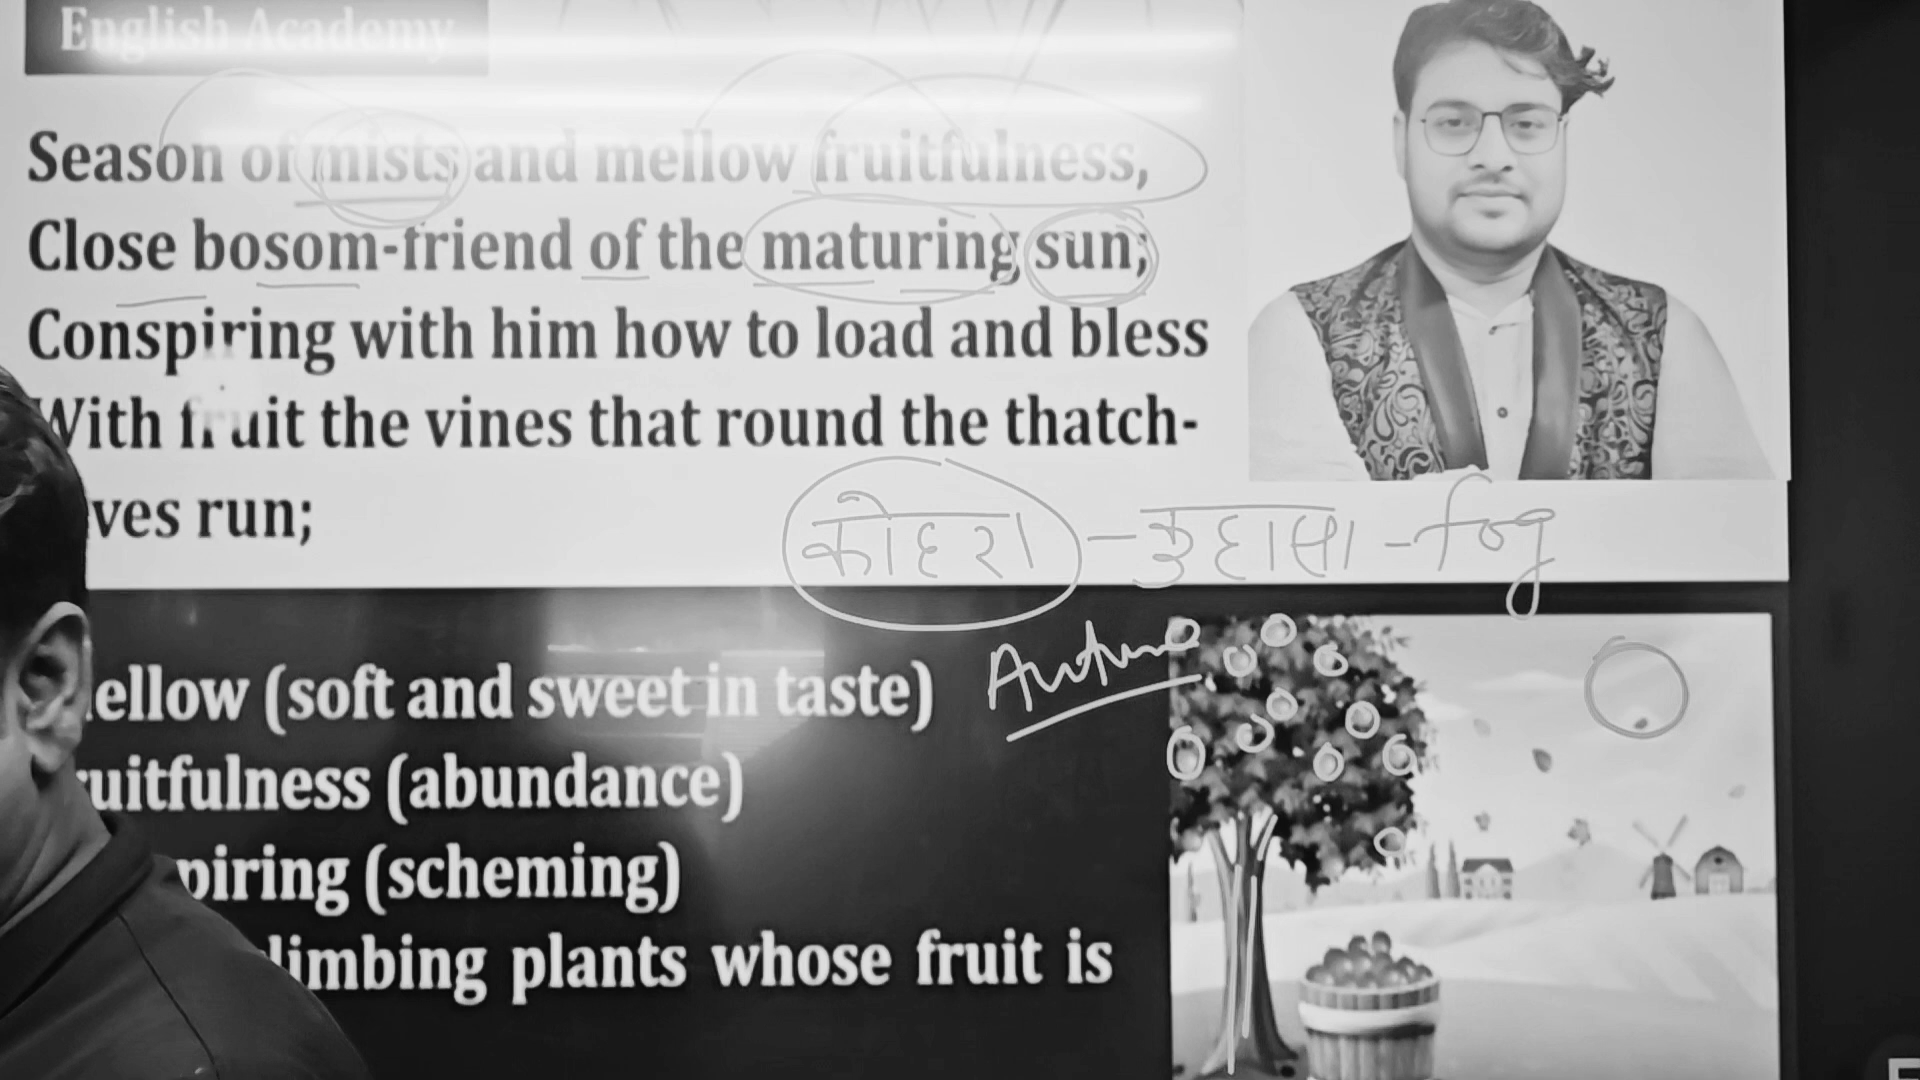 English Academy
Season of mists and mellow fruitfulness,
Close bosom-friend of the maturing sun;
Conspiring with him how to load and bless
With fruit the vines that round the thatch-
ves run;
कोहरा - कुहासा - fog
ellow (soft and sweet in taste)
Autumn
uitfulness (abundance)
piring (scheming)
limbing plants whose fruit is